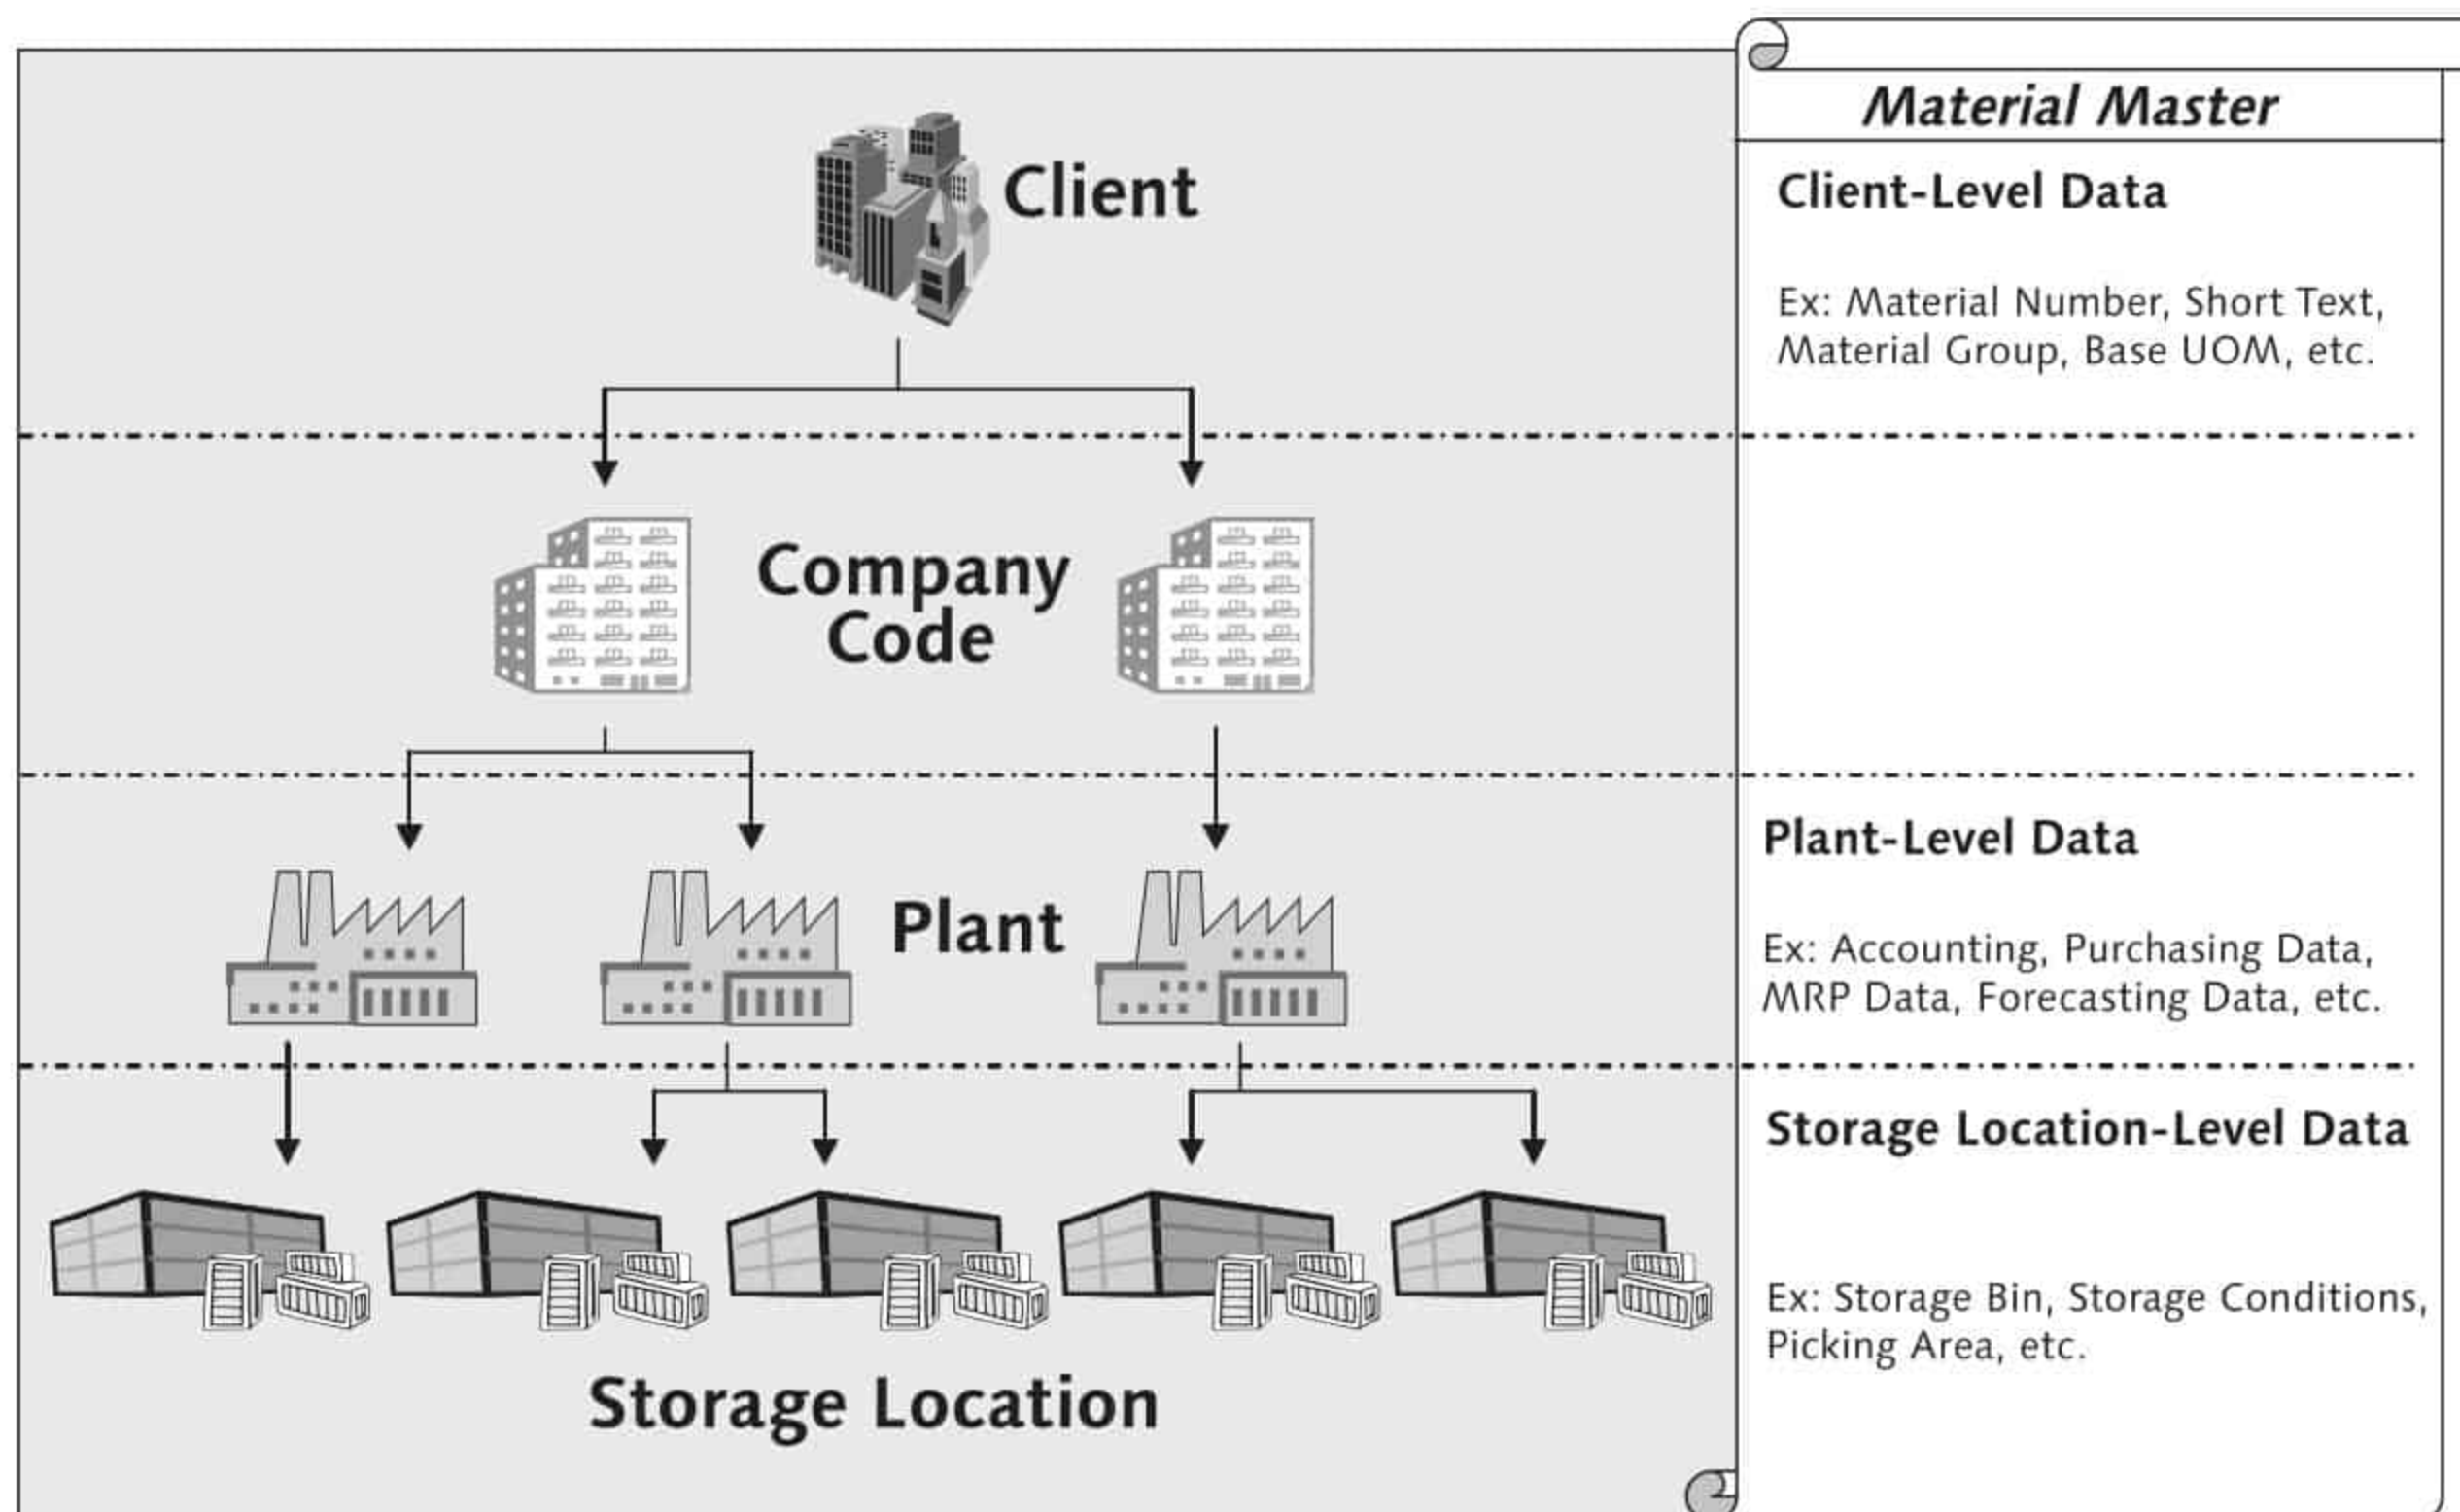 Material Master
Client
Client-Level Data
Ex: Material Number, Short Text,
Material Group, Base UOM, etc.
Company
Code
Plant
Plant-Level Data
Ex: Accounting, Purchasing Data,
MRP Data, Forecasting Data, etc.
Storage Location-Level Data
Ex: Storage Bin, Storage Conditions,
Picking Area, etc.
Storage Location